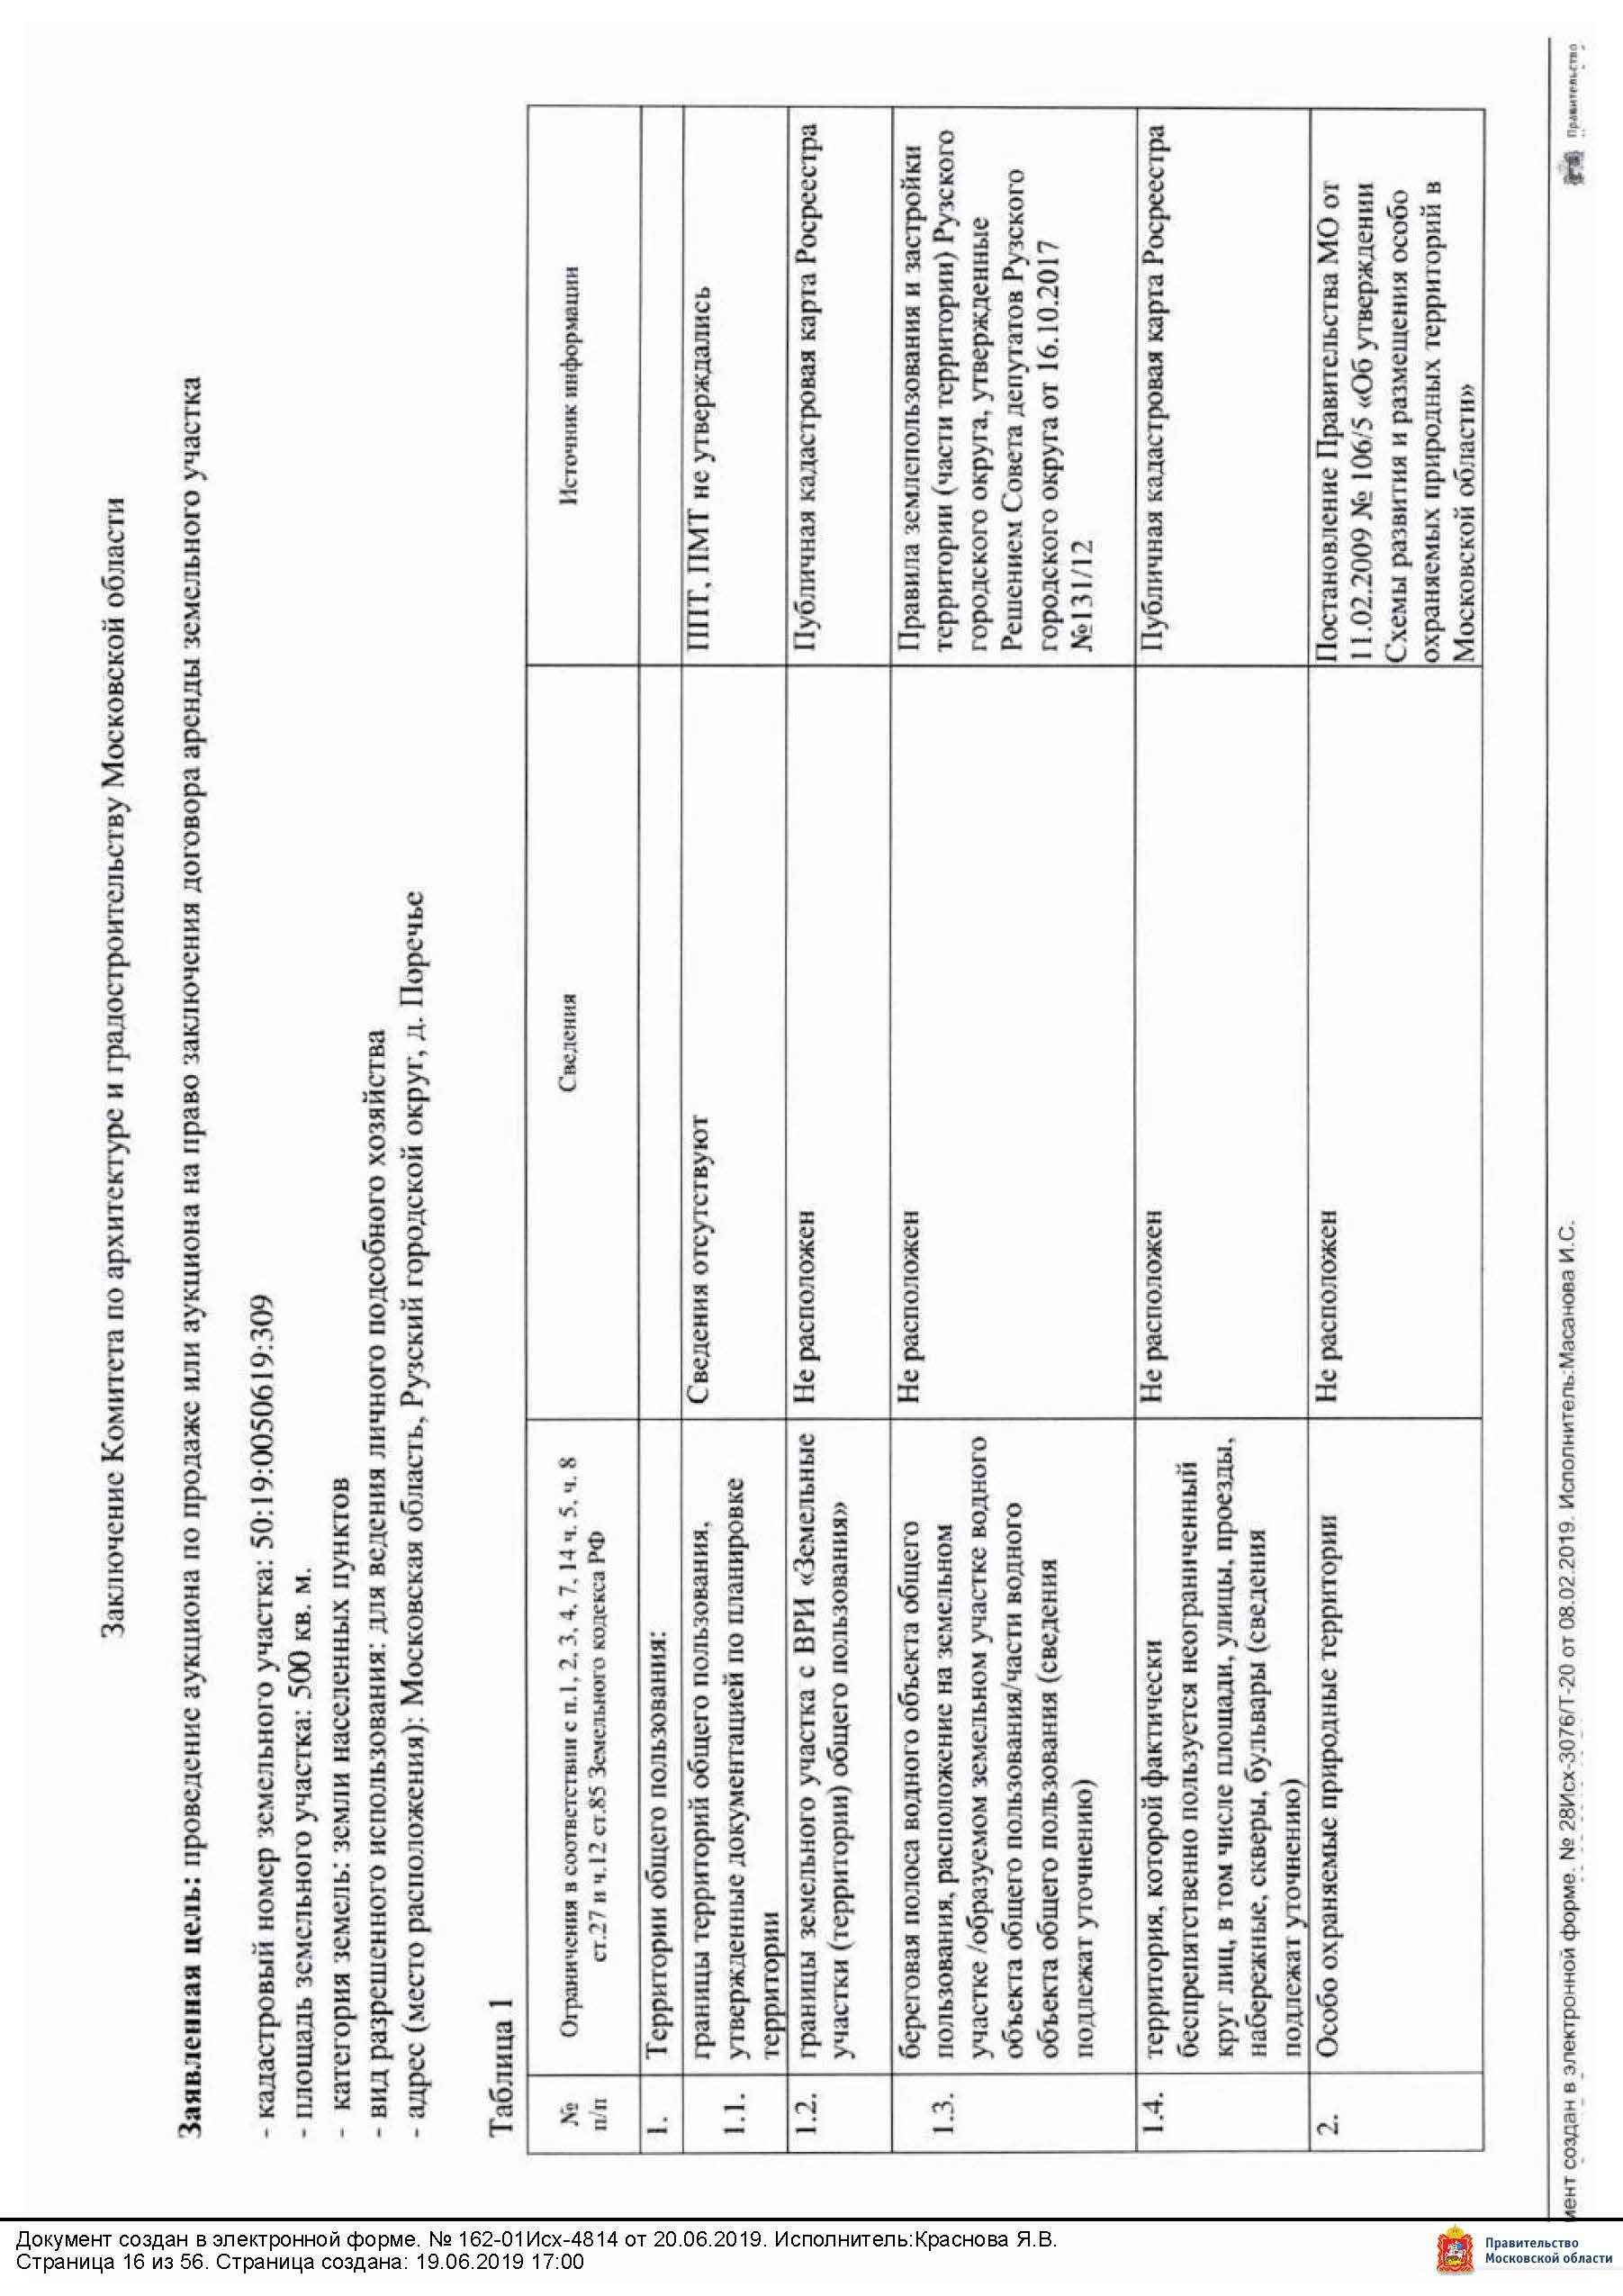 Заключение Комитета по архитектуре и градостроительству Московской области
Заявленная цель: проведение аукциона по продаже или аукциона на право заключения договора аренды земельного участка
- кадастровый номер земельного участка: 50:19:0050619:309
- площадь земельного участка: 500 кв. м.
- категория земель: земли населенных пунктов
- вид разрешенного использования: для ведения личного подсобного хозяйства
- адрес (место расположения): Московская область, Рузский городской округ, д. Поречье
Таблица 1
№
п/п
Ограничения в соответствии с п.1, 2, 3, 4, 7, 14 ч. 5, ч. 8
ст.27 и ч.12 ст.85 Земельного кодекса РФ
Сведения
Источник информации
1.
Территории общего пользования:
1.1.
границы территорий общего пользования,
утвержденные документацией по планировке
территории
Сведения отсутствуют
ППТ, ПМТ не утверждались
1.2.
границы земельного участка с ВРИ «Земельные
участки (территории) общего пользования»
Не расположен
Публичная кадастровая карта Росреестра
1.3.
береговая полоса водного объекта общего
пользования, расположение на земельном
участке /образуемом земельном участке водного
объекта общего пользования/части водного
объекта общего пользования (сведения
подлежат уточнению)
Не расположен
Правила землепользования и застройки
территории (части территории) Рузского
городского округа, утвержденные
Решением Совета депутатов Рузского
городского округа от 16.10.2017
№131/12
1.4.
территория, которой фактически
беспрепятственно пользуется неограниченный
круг лиц, в том числе площади, улицы, проезды,
набережные, скверы, бульвары (сведения
подлежат уточнению)
Не расположен
Публичная кадастровая карта Росреестра
2.
Особо охраняемые природные территории
Не расположен
Постановление Правительства МО от
11.02.2009 № 106/5 «Об утверждении
Схемы развития и размещения особо
охраняемых природных территорий в
Московской области»
мент создан в электронной форме. № 28Исх-3076/Т-20 от 08.02.2019. Исполнитель:Масанова И.С.
Правительство
Документ создан в электронной форме. № 162-01Исх-4814 от 20.06.2019. Исполнитель:Краснова Я.В.
Страница 16 из 56. Страница создана: 19.06.2019 17:00
Правительство
Московской области